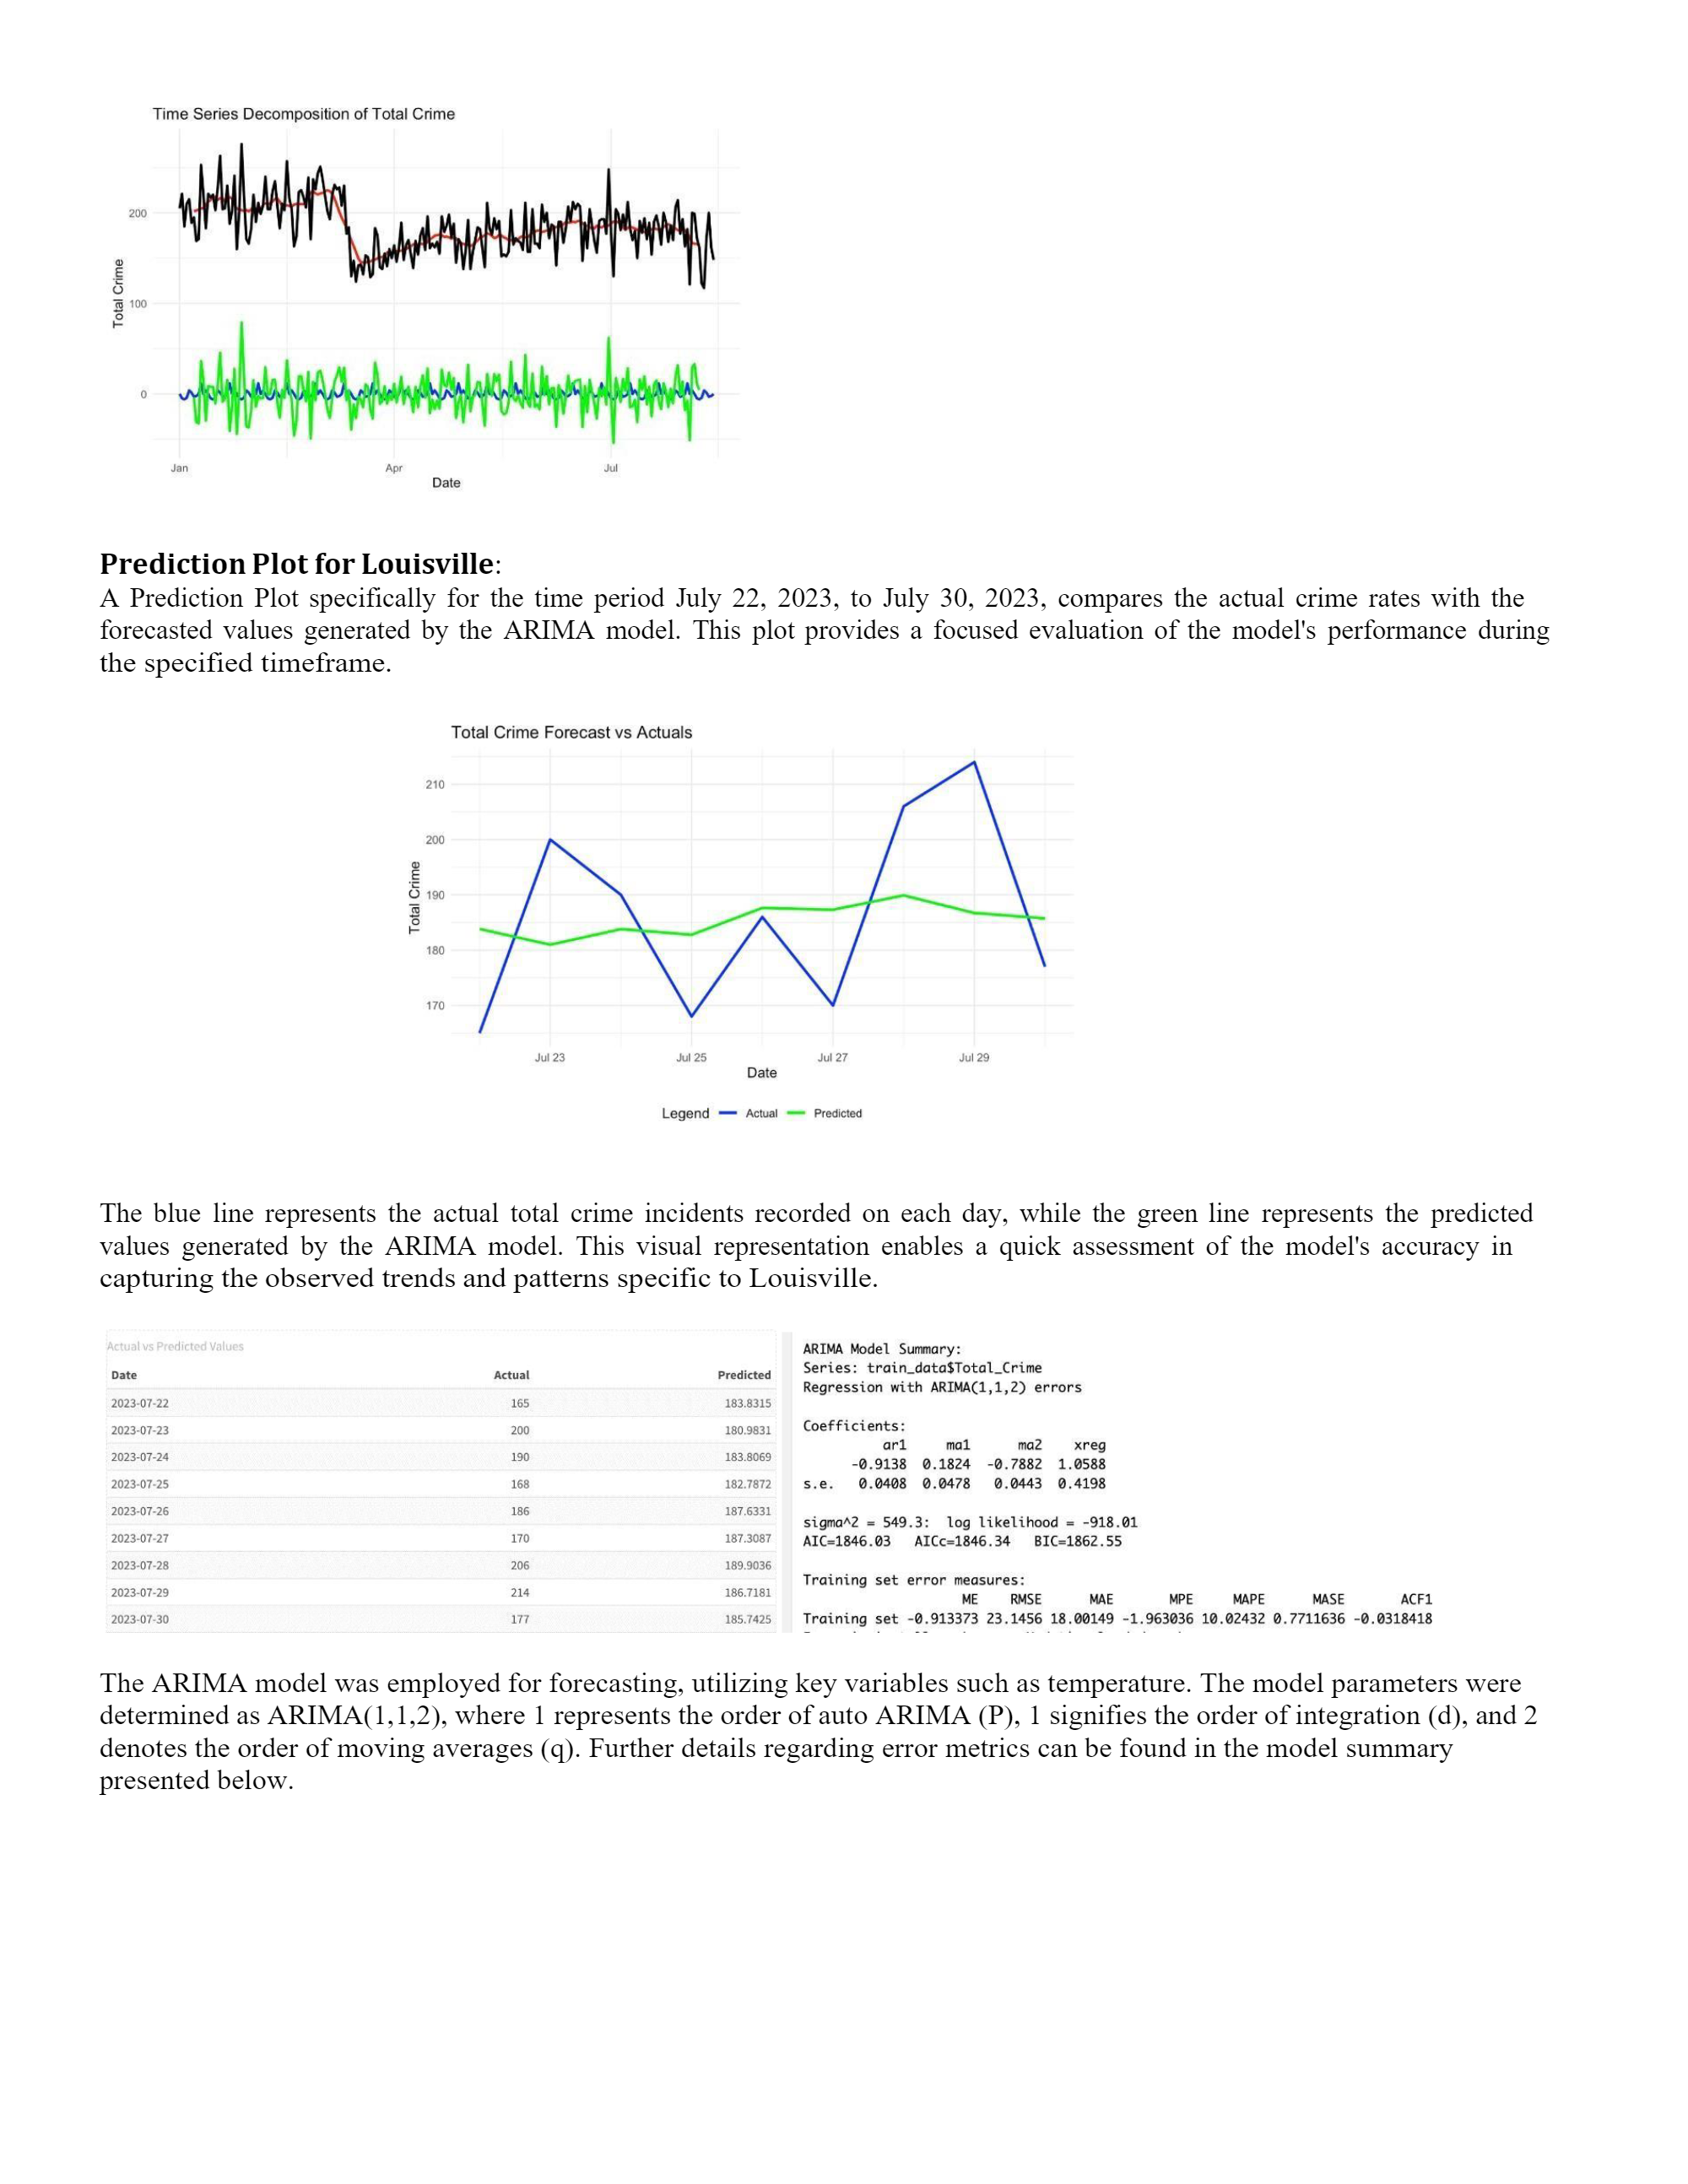 Time Series Decomposition of Total Crime
200
100
0
Total Crime
Jan Apr Jul
Date
Prediction Plot for Louisville:
A Prediction Plot specifically for the time period July 22, 2023, to July 30, 2023, compares the actual crime rates with the
forecasted values generated by the ARIMA model. This plot provides a focused evaluation of the model's performance during
the specified timeframe.
Total Crime Forecast vs Actuals
210
200
190
180
170
Total Crime
Jul 23 Jul 25 Jul 27 Jul 29
Date
Legend Actual Predicted
The blue line represents the actual total crime incidents recorded on each day, while the green line represents the predicted
values generated by the ARIMA model. This visual representation enables a quick assessment of the model's accuracy in
capturing the observed trends and patterns specific to Louisville.
Actual vs Predicted Values
Date Actual Predicted
2023-07-22 165 183.8315
2023-07-23 200 180.9831
2023-07-24 190 183.8069
2023-07-25 168 182.7872
2023-07-26 186 187.6331
2023-07-27 170 187.3087
2023-07-28 206 189.9036
2023-07-29 214 186.7181
2023-07-30 177 185.7425
ARIMA Model Summary:
Series: train_data$Total_Crime
Regression with ARIMA(1,1,2) errors
Coefficients:
ar1 ma1 ma2 xreg
-0.9138 0.1824 -0.7882 1.0588
s.e. 0.0408 0.0478 0.0443 0.4198
sigma^2 = 549.3: log likelihood = -918.01
AIC=1846.03 AICc=1846.34 BIC=1862.55
Training set error measures:
ME RMSE MAE MPE MAPE MASE ACF1
Training set -0.913373 23.1456 18.00149 -1.963036 10.02432 0.7711636 -0.0318418
The ARIMA model was employed for forecasting, utilizing key variables such as temperature. The model parameters were
determined as ARIMA(1,1,2), where 1 represents the order of auto ARIMA (P), 1 signifies the order of integration (d), and 2
denotes the order of moving averages (q). Further details regarding error metrics can be found in the model summary
presented below.